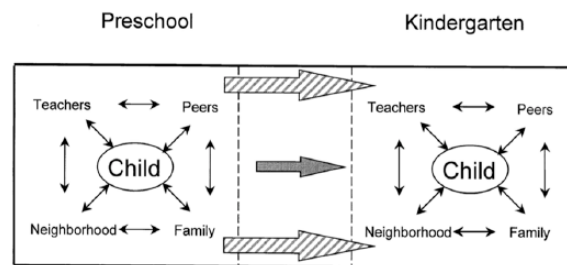 Preschool Kindergarten
Teachers Peers Teachers Peers
Child Child
Neighborhood Family Neighborhood Family